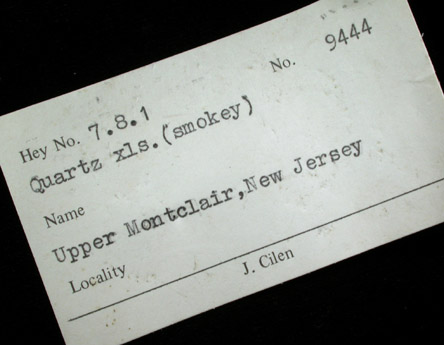 No. 9444
Hey No. 7.8.1
Quartz xls.(smokey)
Name
Upper Montclair,New Jersey
Locality
J. Cilen